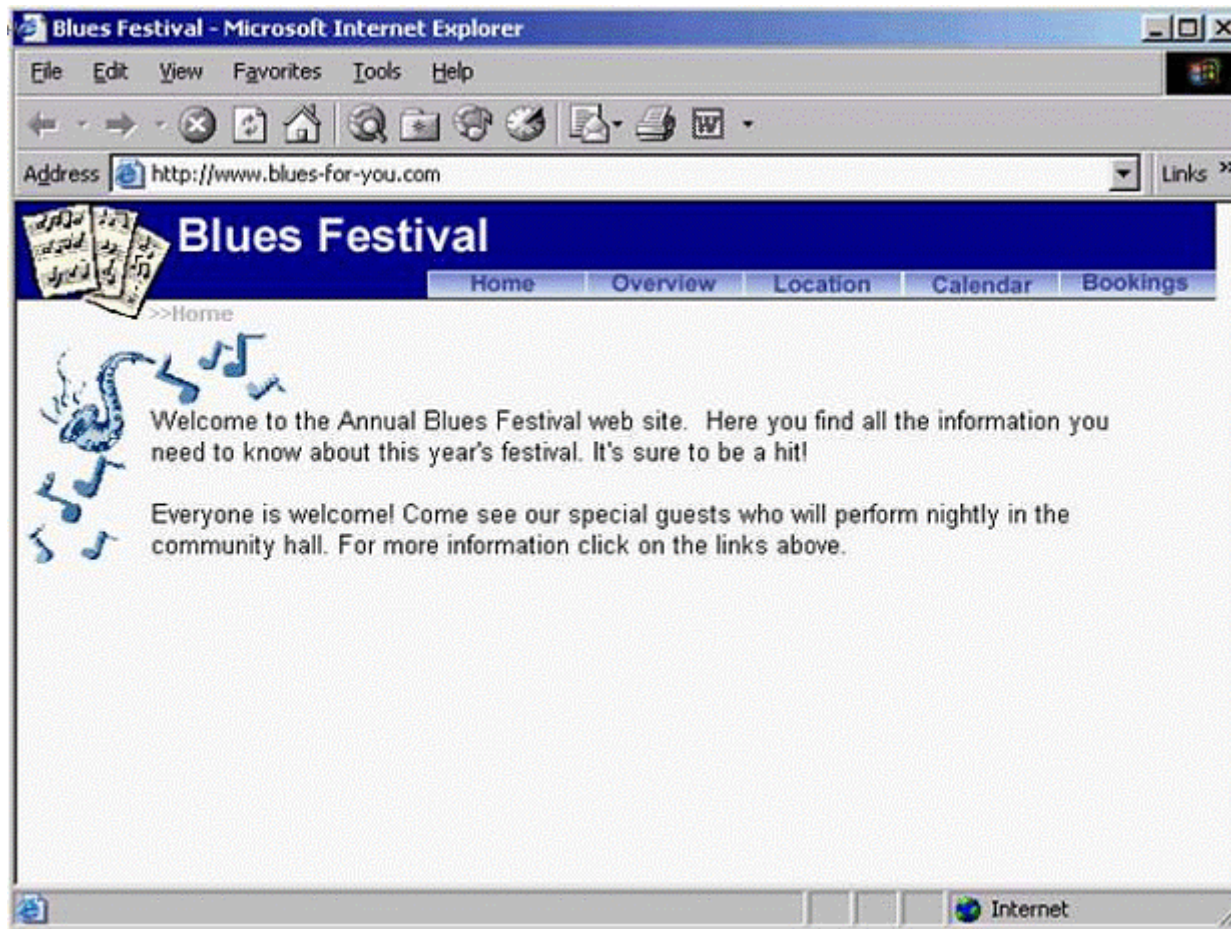 Blues Festival - Microsoft Internet Explorer
File Edit View Favorites Tools Help
Address http://www.blues-for-you.com Links »
Blues Festival
Home Overview Location Calendar Bookings
>>Home
Welcome to the Annual Blues Festival web site. Here you find all the information you
need to know about this year's festival. It's sure to be a hit!
Everyone is welcome! Come see our special guests who will perform nightly in the
community hall. For more information click on the links above.
Internet